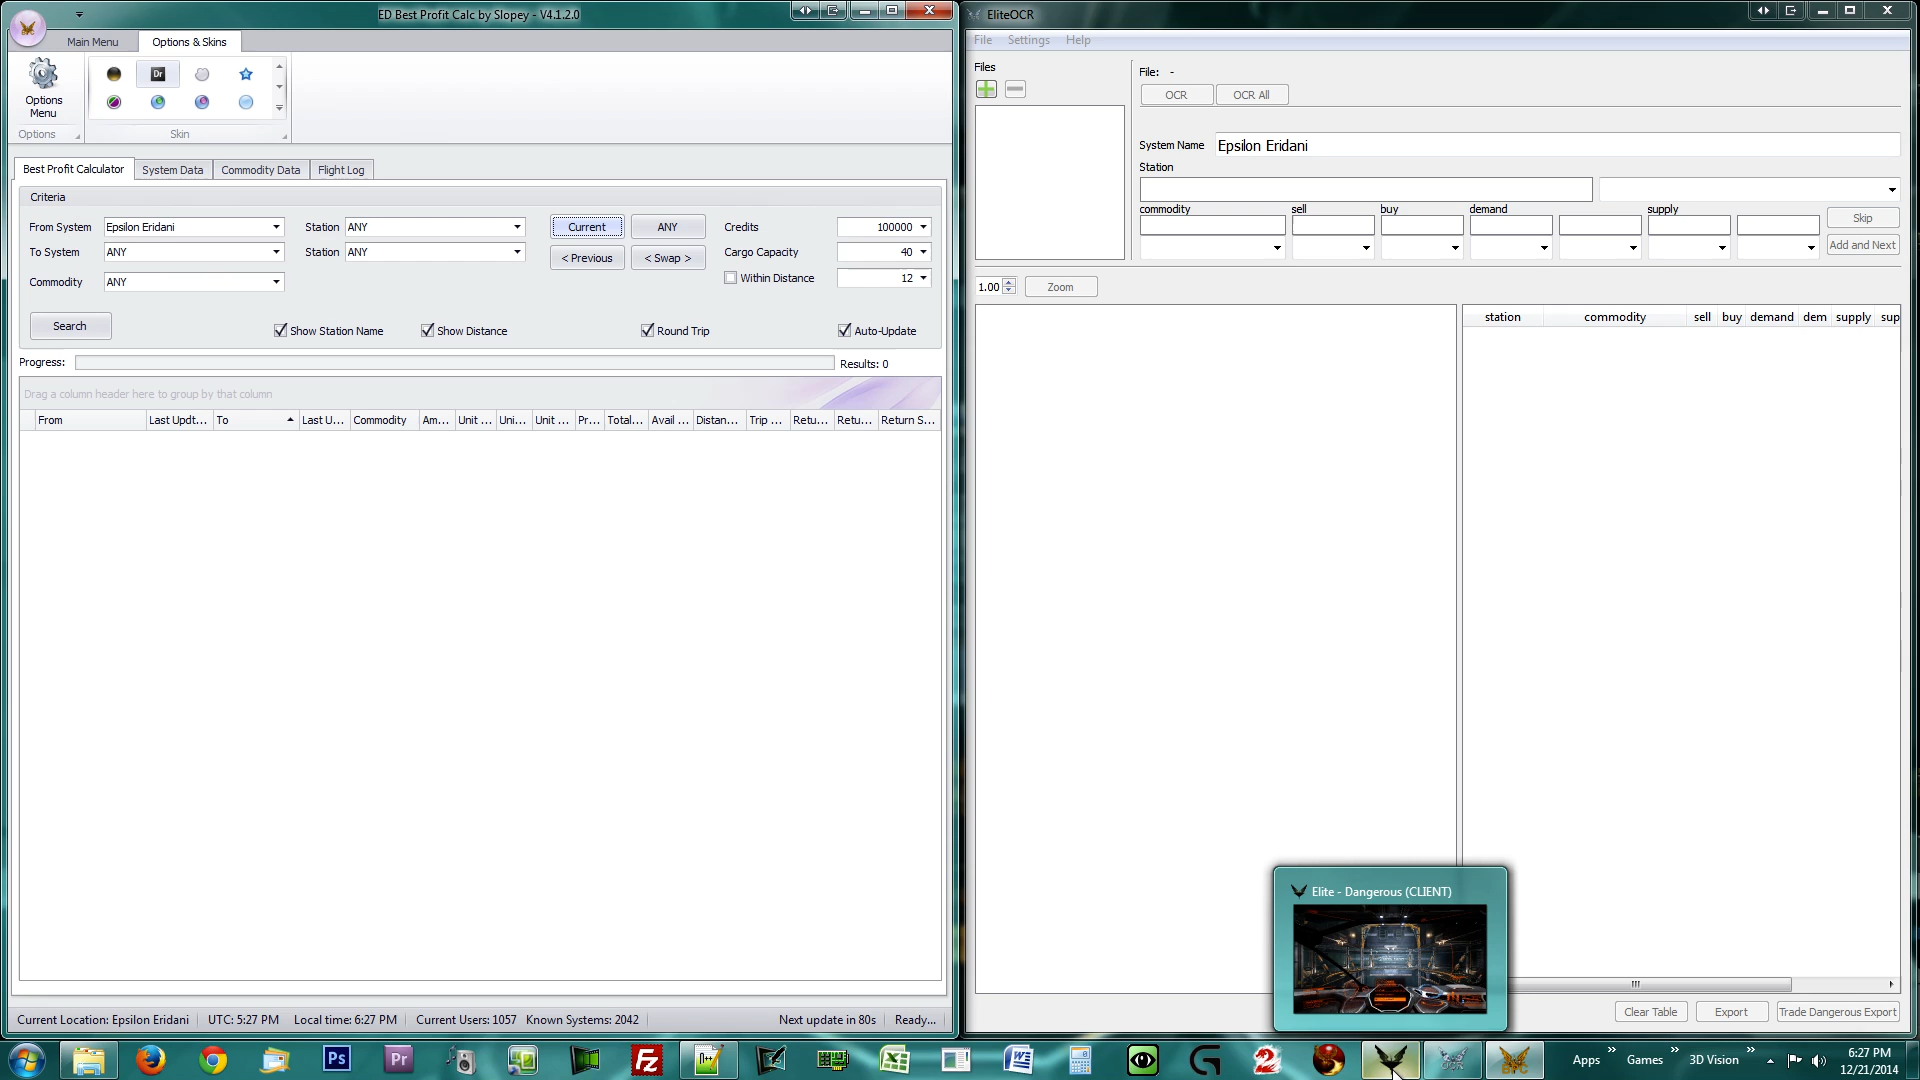 ED Best Profit Calc by Slopey - V4.1.2.0
Main Menu
Options & Skins
Options
Menu
Dr
Options
Skin
Best Profit Calculator
System Data
Commodity Data
Flight Log
Criteria
From System
Epsilon Eridani
Station
ANY
Current
ANY
Credits
100000
To System
ANY
Station
ANY
< Previous
< Swap >
Cargo Capacity
40
Commodity
ANY
Within Distance
12
Search
Show Station Name
Show Distance
Round Trip
Auto-Update
Progress:
Results: 0
Drag a column header here to group by that column
From
Last Updt...
To
Last U...
Commodity
Am...
Unit ...
Uni...
Unit ...
Pr...
Total...
Avail ...
Distan...
Trip ...
Retu...
Retu...
Return S...
Current Location: Epsilon Eridani
UTC: 5:27 PM
Local time: 6:27 PM
Current Users: 1057
Known Systems: 2042
Next update in 80s
Ready...
EliteOCR
File
Settings
Help
Files
File: -
OCR
OCR All
System Name
Epsilon Eridani
Station
commodity
sell
buy
demand
supply
Skip
Add and Next
1.00
Zoom
station
commodity
sell
buy
demand
dem
supply
sup
Elite - Dangerous (CLIENT)
Clear Table
Export
Trade Dangerous Export
Ps
Pr
Fz
n++
OCR
BPC
Apps
Games
3D Vision
6:27 PM
12/21/2014